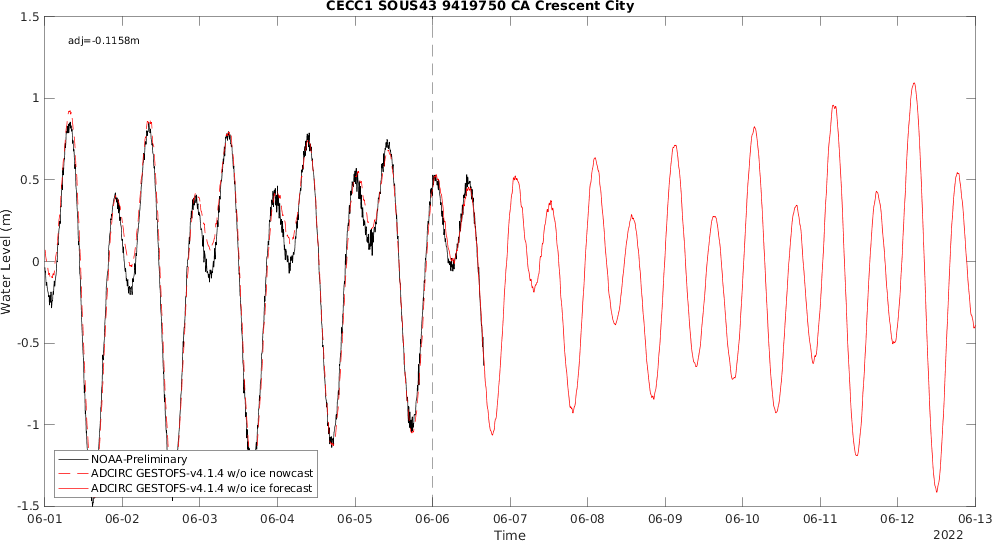 CECC1 SOUS43 9419750 CA Crescent City
adj=-0.1158m
1.5
1
0.5
0
-0.5
-1
-1.5
Water Level (m)
NOAA-Preliminary
ADCIRC GESTOFS-v4.1.4 w/o ice nowcast
ADCIRC GESTOFS-v4.1.4 w/o ice forecast
06-01 06-02 06-03 06-04 06-05 06-06 06-07 06-08 06-09 06-10 06-11 06-12 06-13
Time
2022